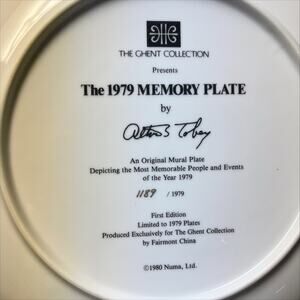 THE GHENT COLLECTION
Presents
The 1979 MEMORY PLATE
by
Alton S Tobey
An Original Mural Plate
Depicting the Most Memorable People and Events
of the Year 1979
1189 / 1979
First Edition
Limited to 1979 Plates
Produced Exclusively for The Ghent Collection
by Fairmont China
©1980 Numa, Ltd.